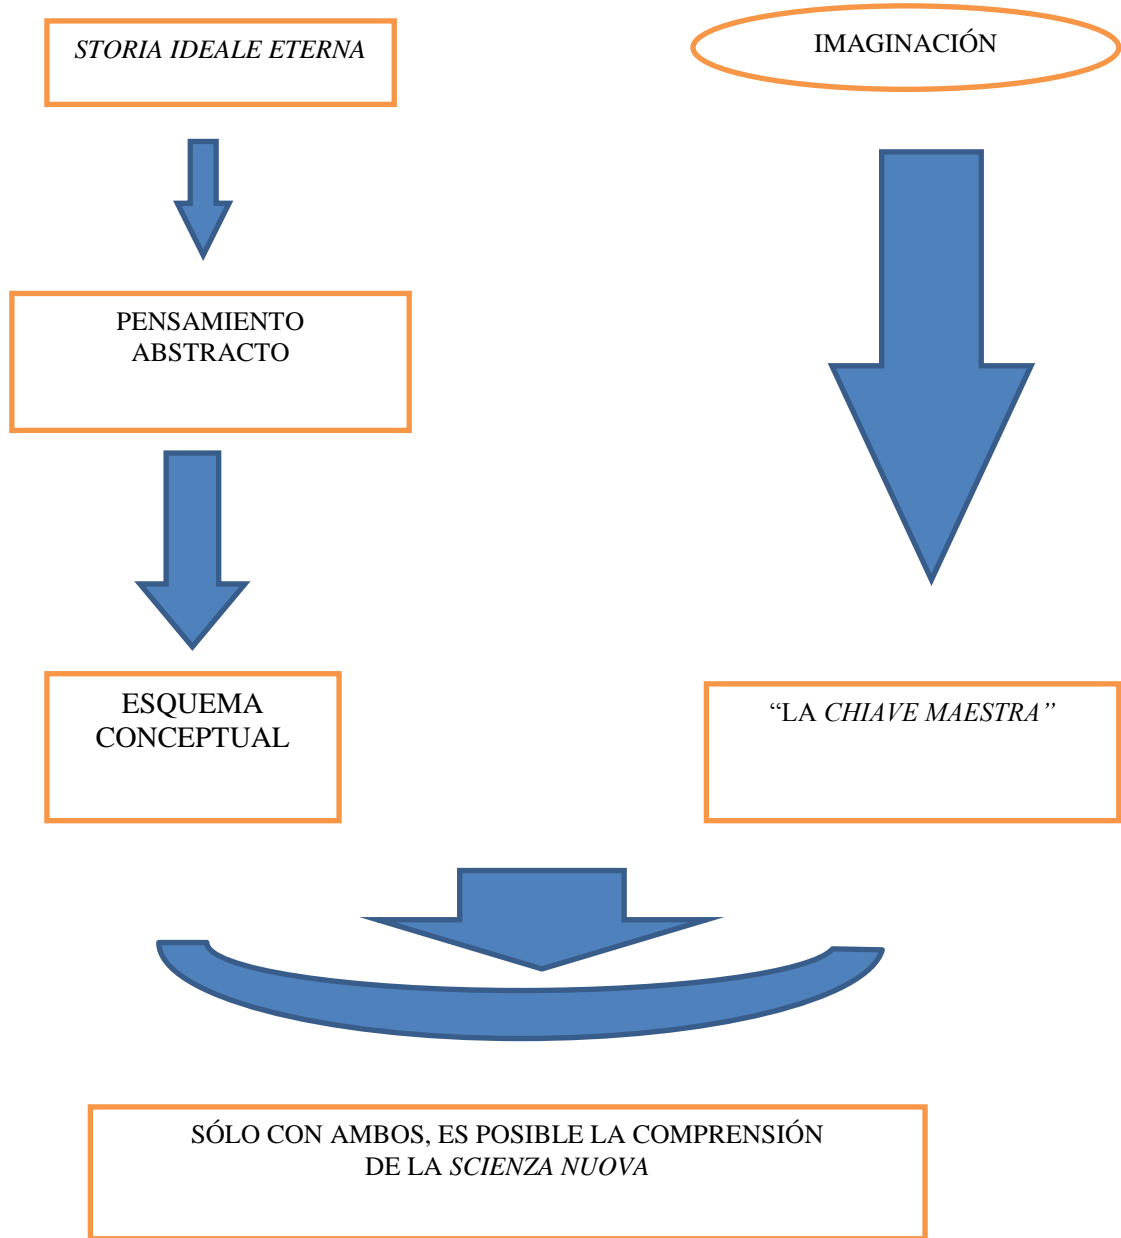 STORIA IDEALE ETERNA
IMAGINACIÓN
PENSAMIENTO
ABSTRACTO
ESQUEMA
CONCEPTUAL
“LA CHIAVE MAESTRA”
SÓLO CON AMBOS, ES POSIBLE LA COMPRENSIÓN
DE LA SCIENZA NUOVA